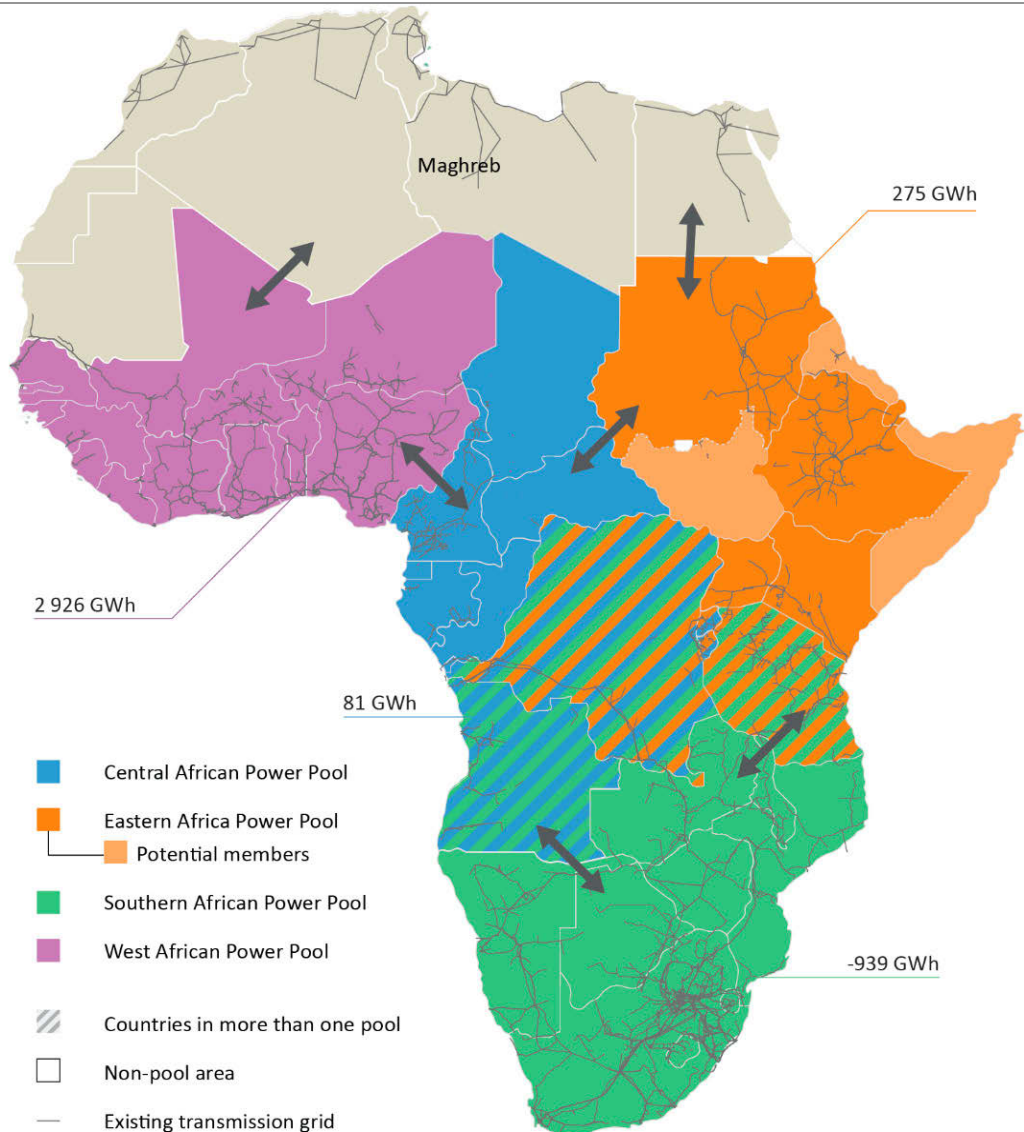 Maghreb
275 GWh
2 926 GWh
81 GWh
-939 GWh
Central African Power Pool
Eastern Africa Power Pool
Potential members
Southern African Power Pool
West African Power Pool
Countries in more than one pool
Non-pool area
Existing transmission grid